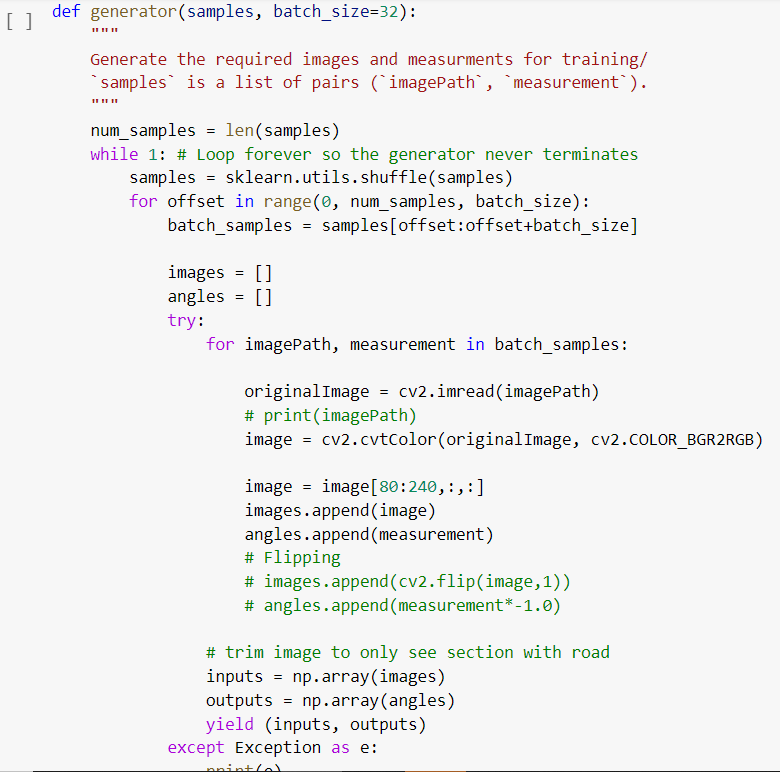 [ ]
def generator(samples, batch_size=32):
    """
    Generate the required images and measurments for training/
    `samples` is a list of pairs (`imagePath`, `measurement`).
    """
    num_samples = len(samples)
    while 1: # Loop forever so the generator never terminates
        samples = sklearn.utils.shuffle(samples)
        for offset in range(0, num_samples, batch_size):
            batch_samples = samples[offset:offset+batch_size]
            images = []
            angles = []
            try:
                for imagePath, measurement in batch_samples:
                    originalImage = cv2.imread(imagePath)
                    # print(imagePath)
                    image = cv2.cvtColor(originalImage, cv2.COLOR_BGR2RGB)
                    image = image[80:240,:,:]
                    images.append(image)
                    angles.append(measurement)
                    # Flipping
                    # images.append(cv2.flip(image,1))
                    # angles.append(measurement*-1.0)
                # trim image to only see section with road
                inputs = np.array(images)
                outputs = np.array(angles)
                yield (inputs, outputs)
            except Exception as e:
                print(e)